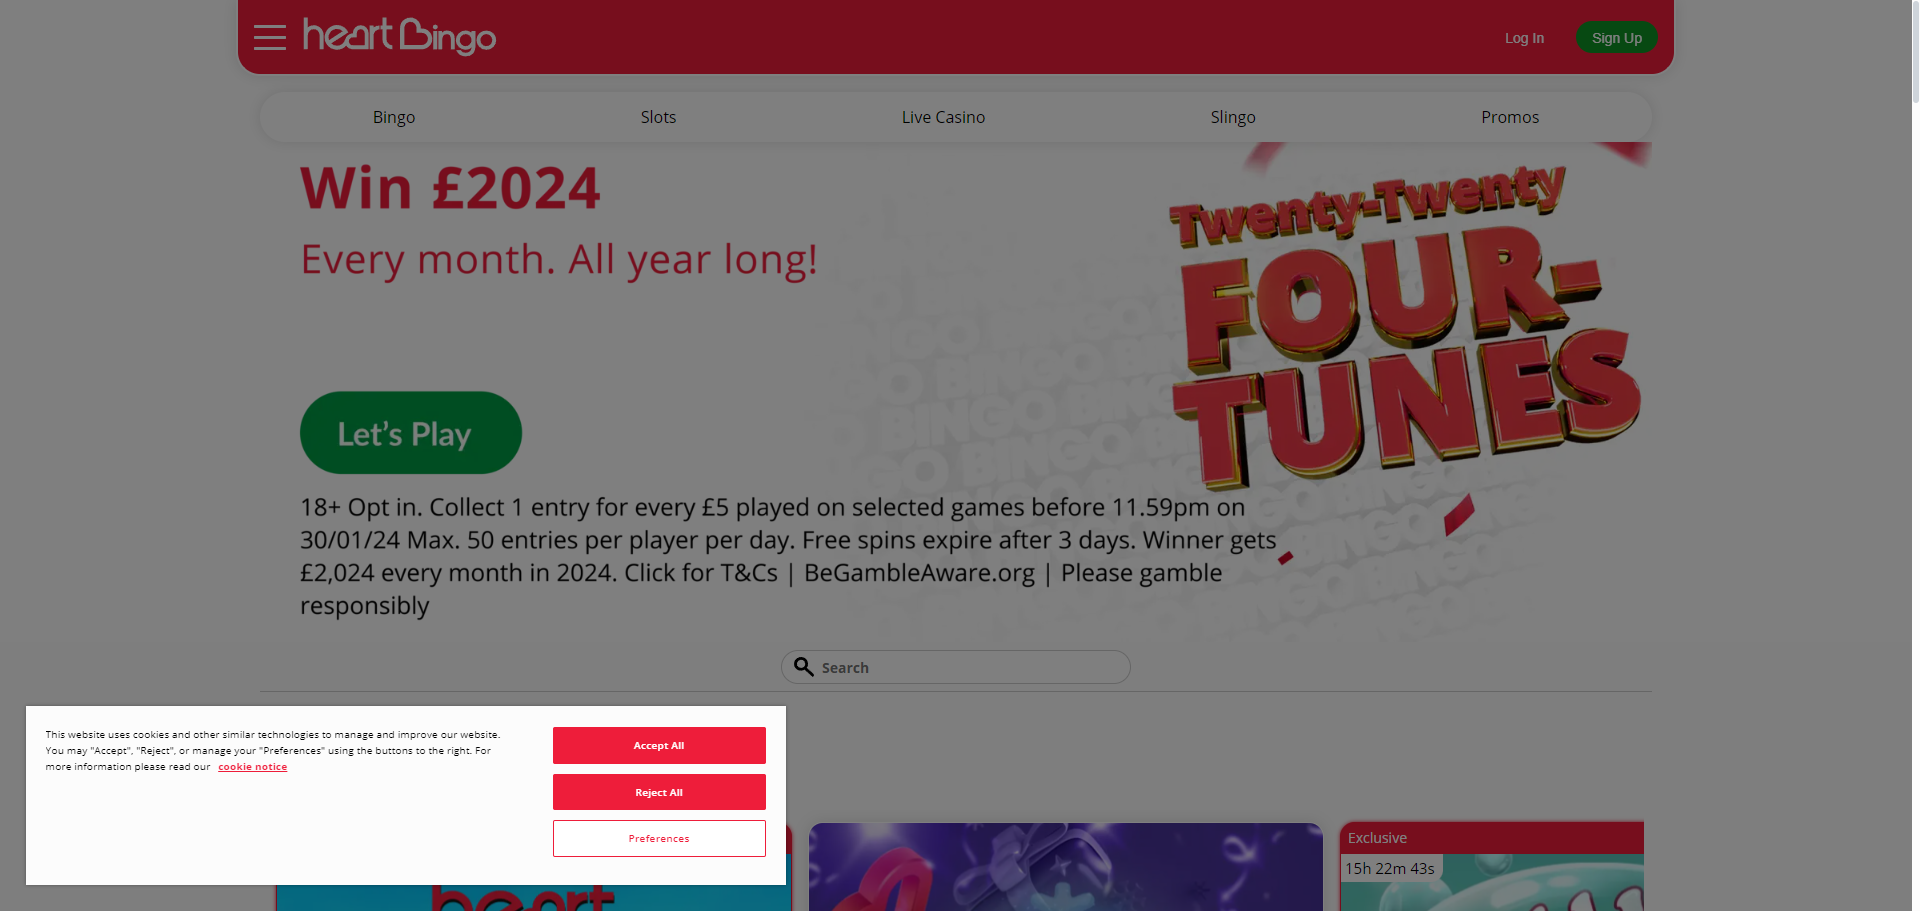 heart Bingo
Log In
Sign Up
Bingo
Slots
Live Casino
Slingo
Promos
Win £2024
Every month. All year long!
Twenty-Twenty
FOUR-
TUNES
Let's Play
18+ Opt in. Collect 1 entry for every £5 played on selected games before 11.59pm on
30/01/24 Max. 50 entries per player per day. Free spins expire after 3 days. Winner gets
£2,024 every month in 2024. Click for T&Cs | BeGambleAware.org | Please gamble
responsibly
Search
This website uses cookies and other similar technologies to manage and improve our website.
You may "Accept", "Reject", or manage your "Preferences" using the buttons to the right. For
more information please read our cookie notice
Accept All
Reject All
Preferences
Exclusive
15h 22m 43s
heart